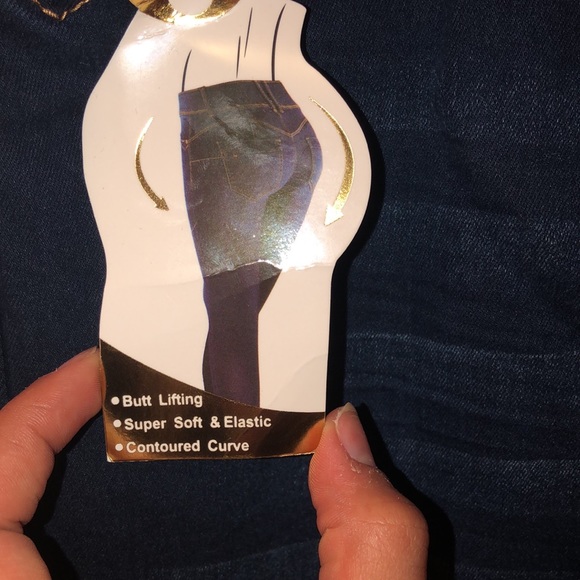 • Butt Lifting
• Super Soft & Elastic
• Contoured Curve